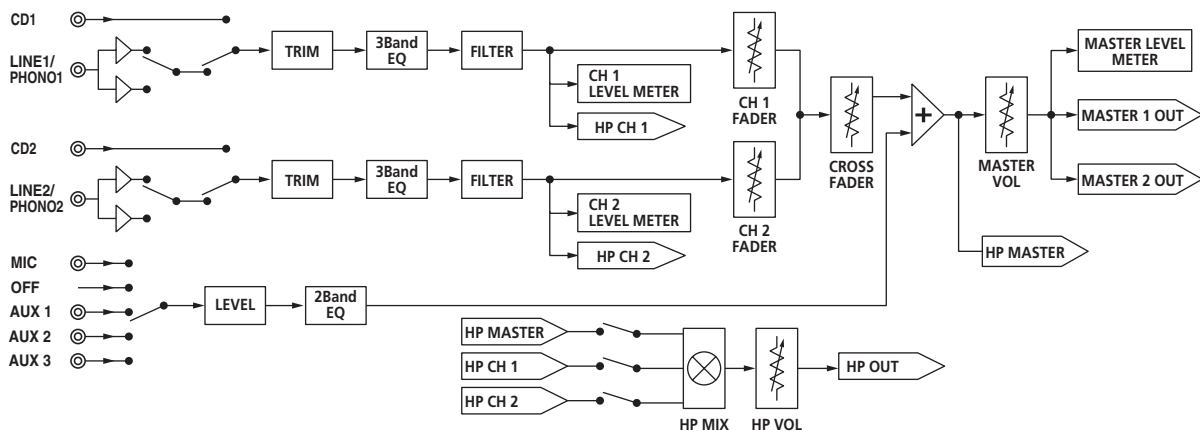 CD1
LINE1/
PHONO1
TRIM
3Band
EQ
FILTER
CH 1
LEVEL METER
HP CH 1
CH 1
FADER
CD2
LINE2/
PHONO2
TRIM
3Band
EQ
FILTER
CH 2
LEVEL METER
HP CH 2
CH 2
FADER
CROSS
FADER
+
MASTER
VOL
MASTER LEVEL
METER
MASTER 1 OUT
MASTER 2 OUT
HP MASTER
MIC
OFF
AUX 1
AUX 2
AUX 3
LEVEL
2Band
EQ
HP MASTER
HP CH 1
HP CH 2
HP MIX
HP VOL
HP OUT